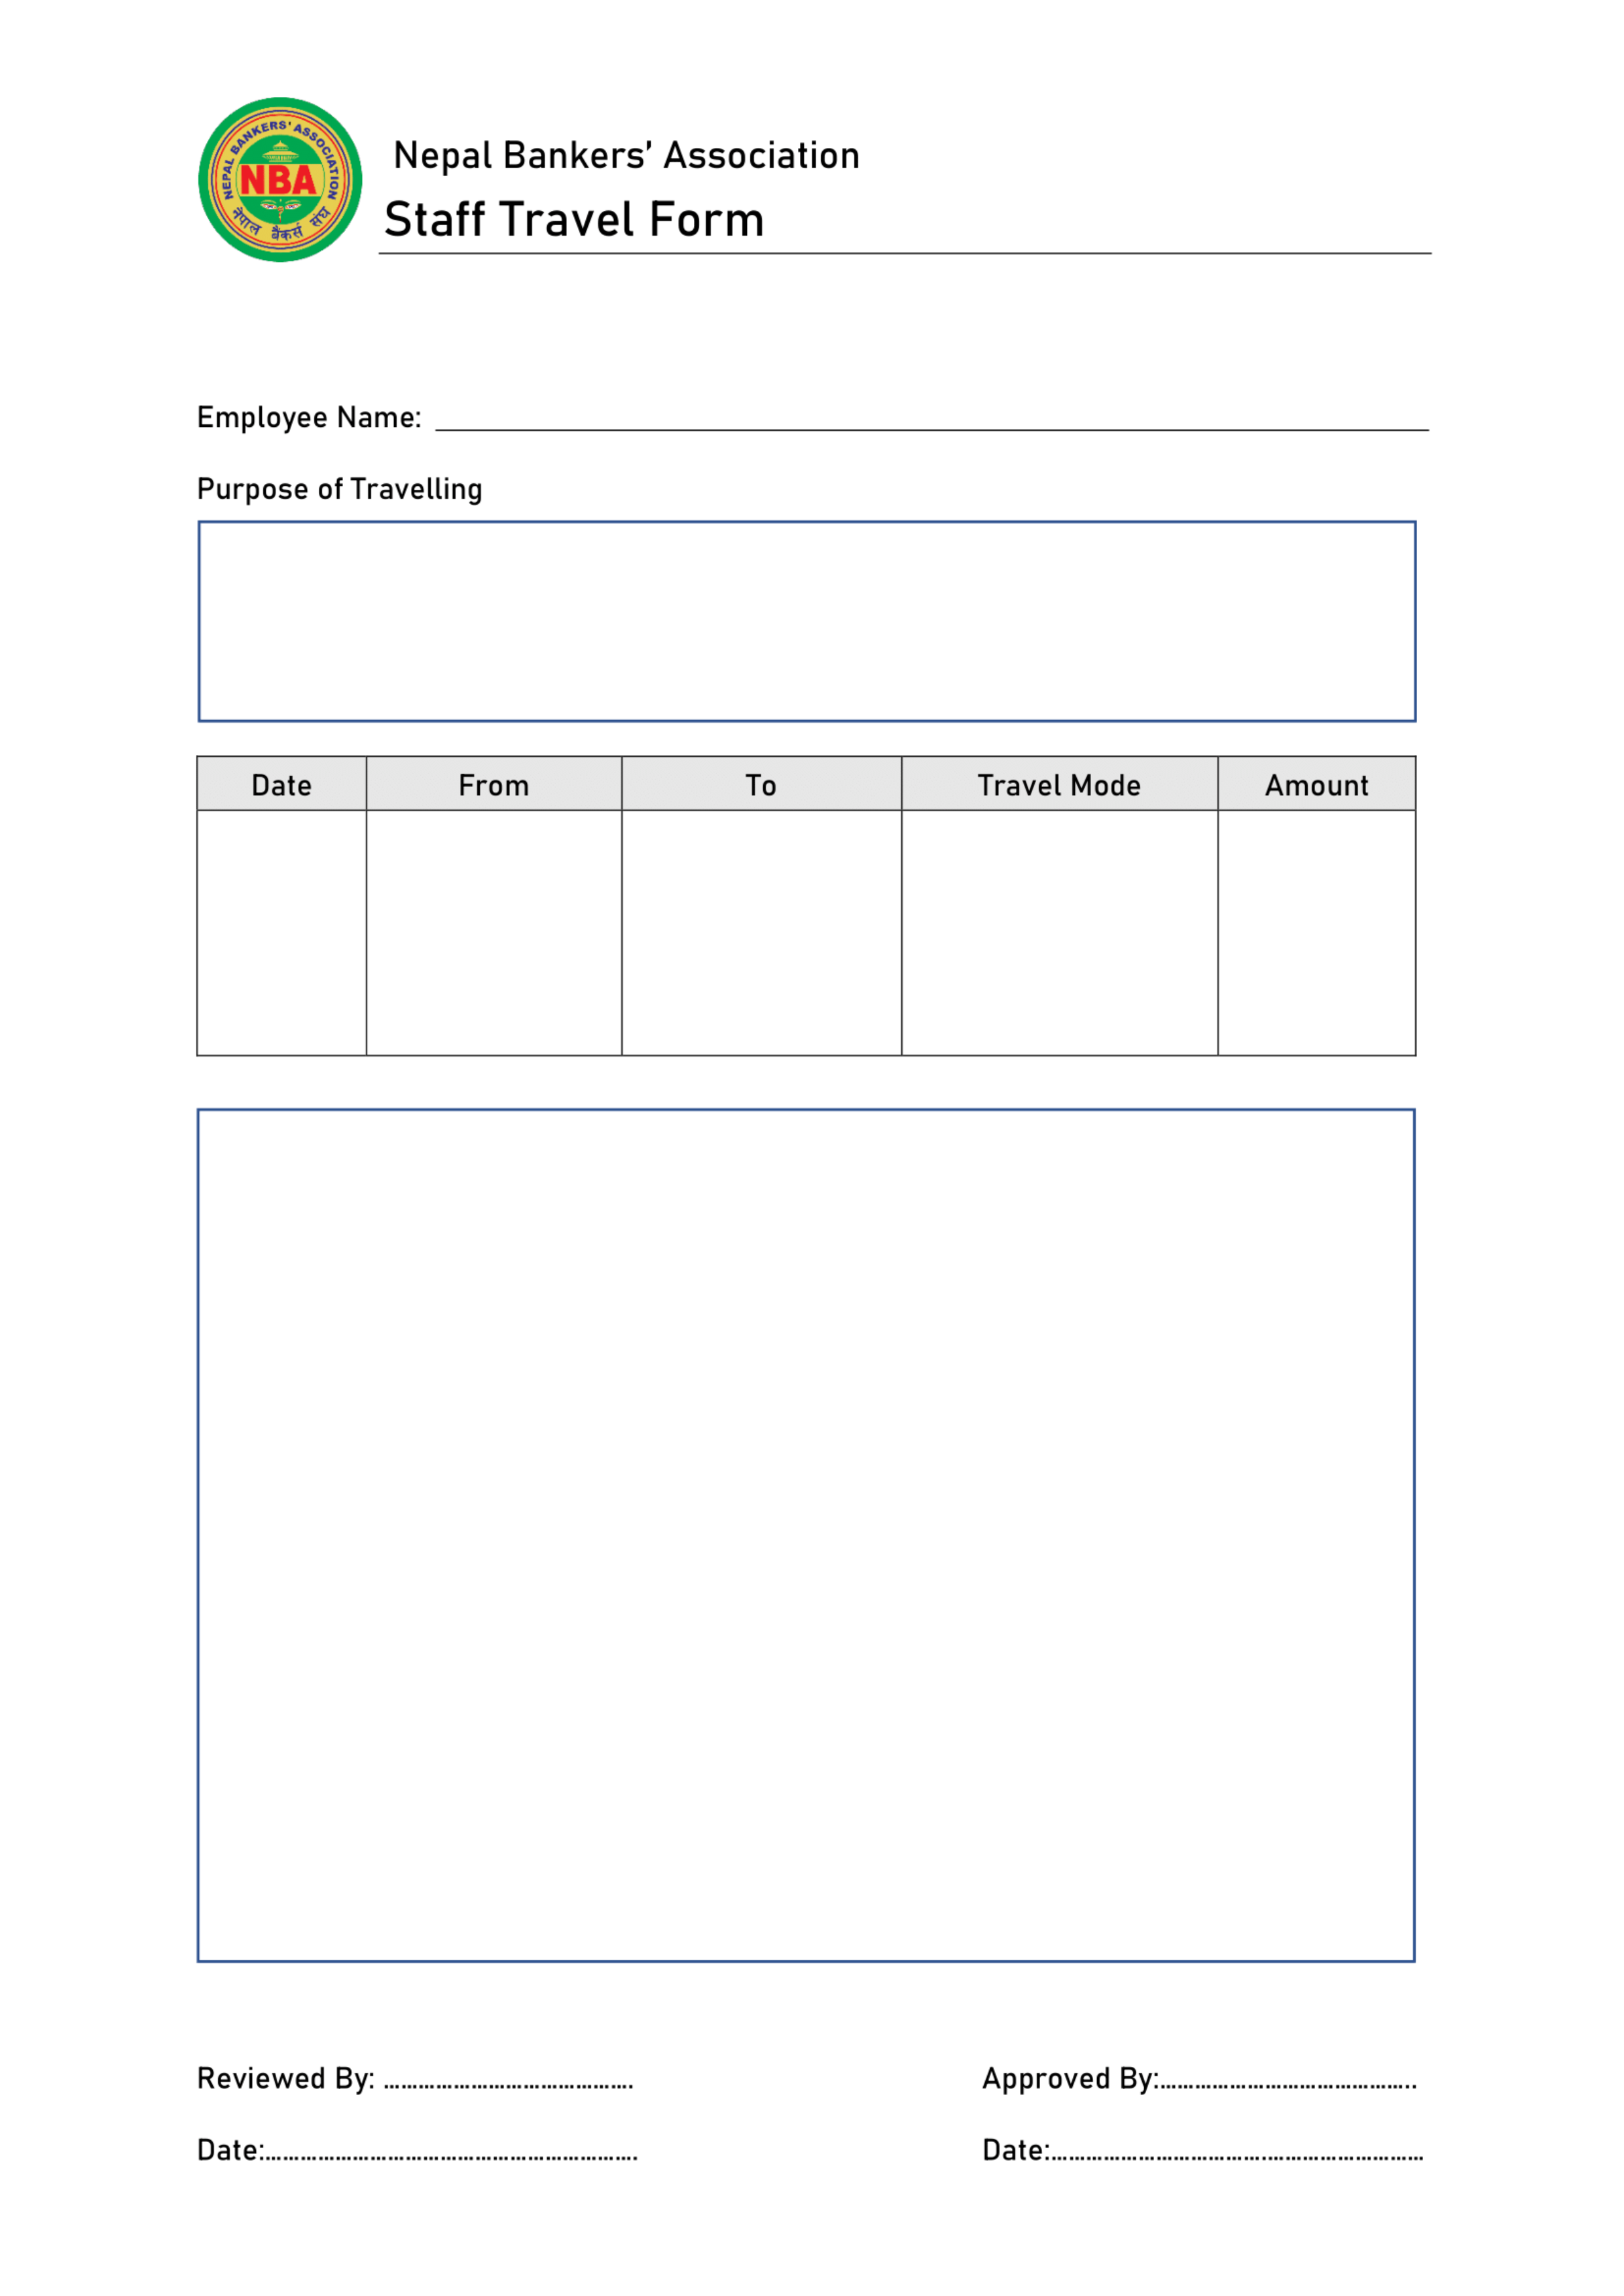 NEPAL BANKERS' ASSOCIATION
NBA
नेपाल बैंकर्स संघ
Nepal Bankers’ Association
Staff Travel Form
Employee Name:
Purpose of Travelling
Date From To Travel Mode Amount
Reviewed By: ............................................. Approved By:.............................................
Date:................................................................ Date:................................................................